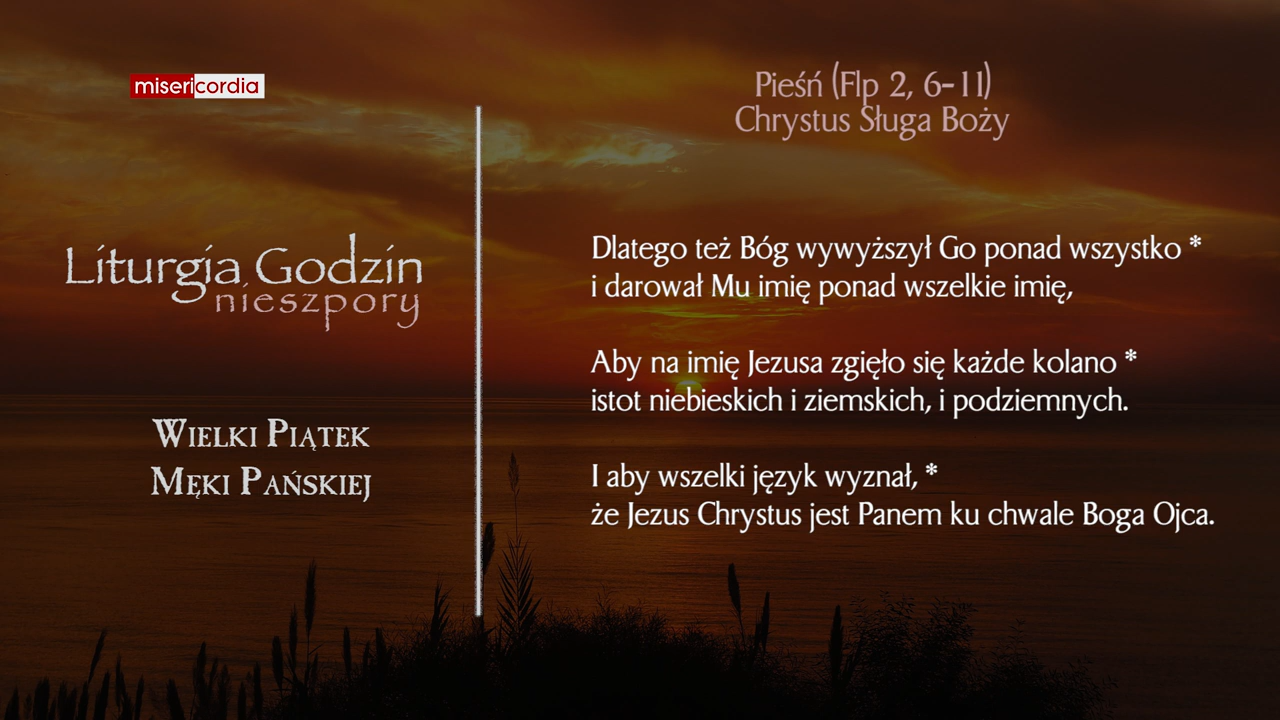 misericordia
Liturgia Godzin
nieszpory
Wielki Piątek
Męki Pańskiej
Pieśń (Flp 2, 6-11)
Chrystus Sługa Boży
Dlatego też Bóg wywyższył Go ponad wszystko *
i darował Mu imię ponad wszelkie imię,
Aby na imię Jezusa zgięło się każde kolano *
istot niebieskich i ziemskich, i podziemnych.
I aby wszelki język wyznał, *
że Jezus Chrystus jest Panem ku chwale Boga Ojca.